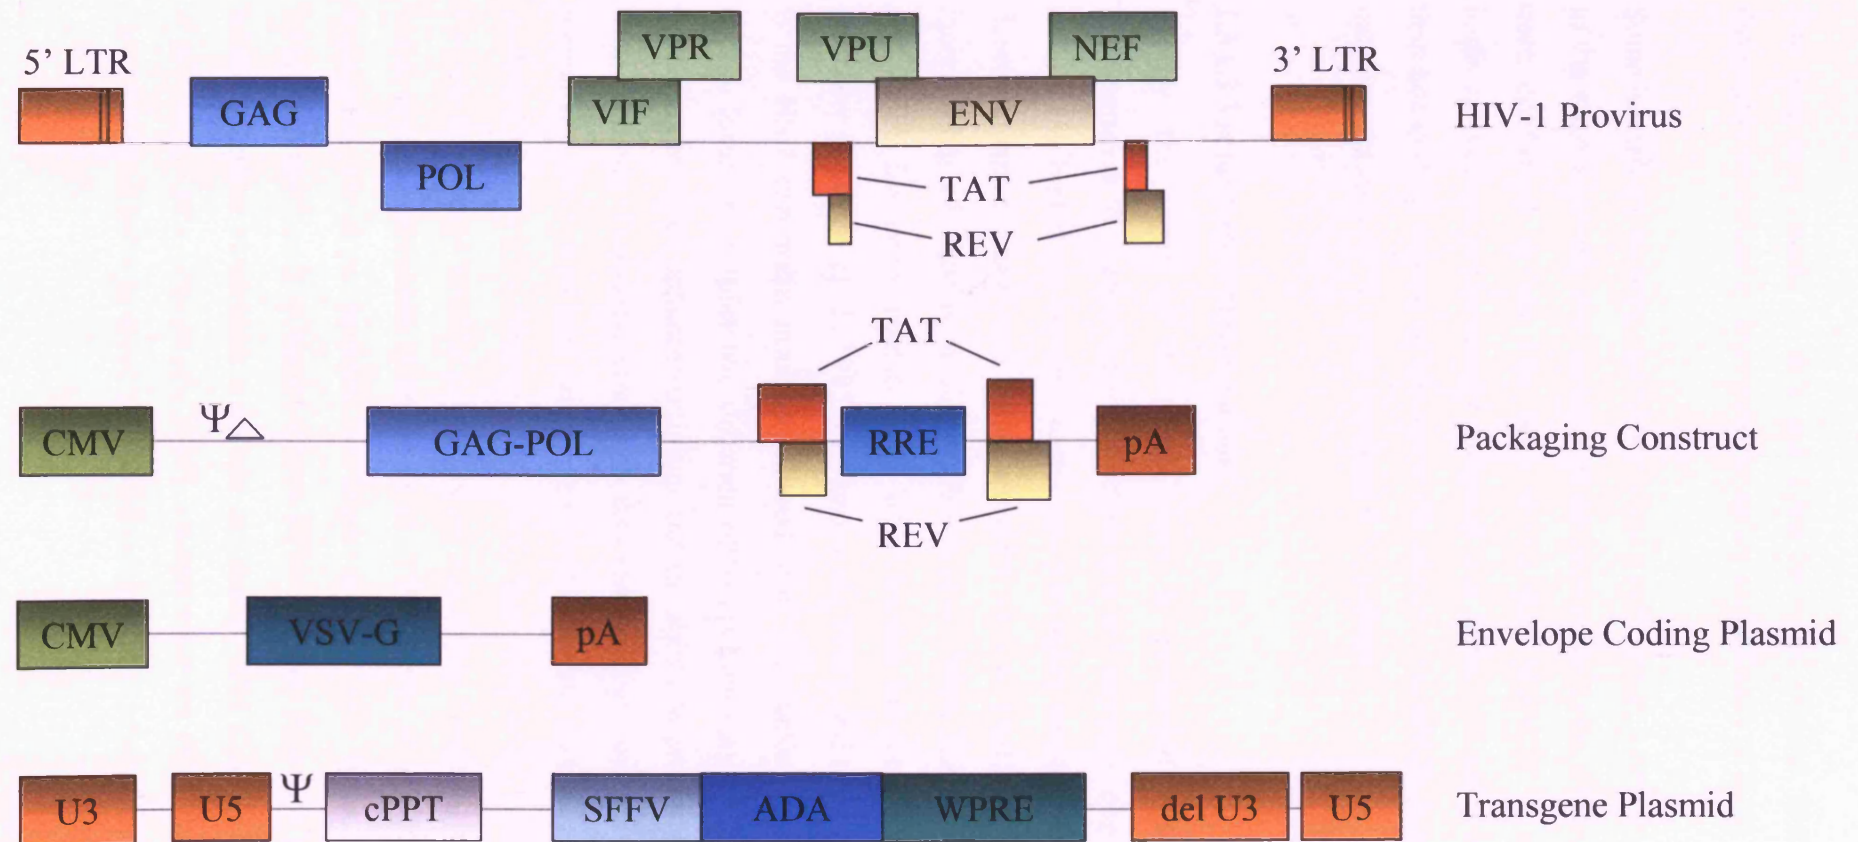 5' LTR
GAG
POL
VIF
VPR
VPU
ENV
NEF
3' LTR
HIV-1 Provirus
TAT
REV
TAT
CMV
Ψ△
GAG-POL
RRE
pA
Packaging Construct
REV
CMV
VSV-G
pA
Envelope Coding Plasmid
U3
U5
Ψ
cPPT
SFFV
ADA
WPRE
del U3
U5
Transgene Plasmid